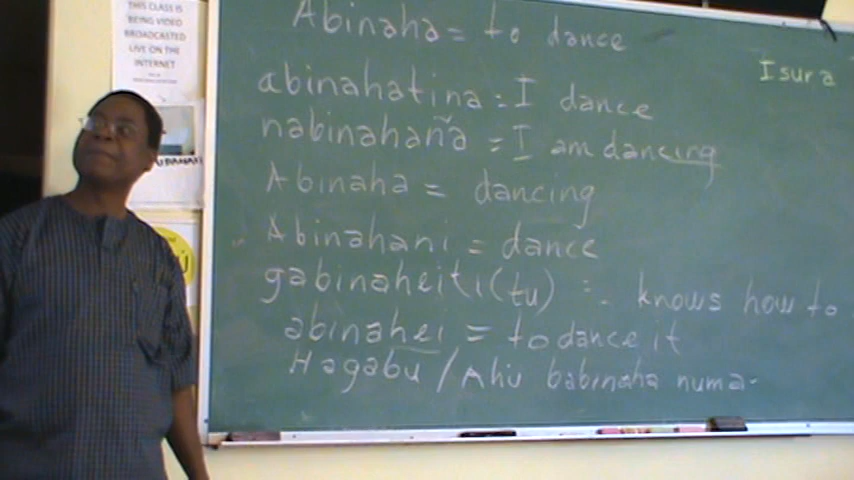 THIS CLASS IS
BEING VIDEO
BROADCASTED
LIVE ON THE
INTERNET
Abinaha = to dance
Isura
abinahatina = I dance
nabinahaña = I am dancing
Abinaha = dancing
Abinahani = dance
gabinaheiti (tu) = knows how to
abinahei = to dance it
Hagabu / Ahü babinaha numa-